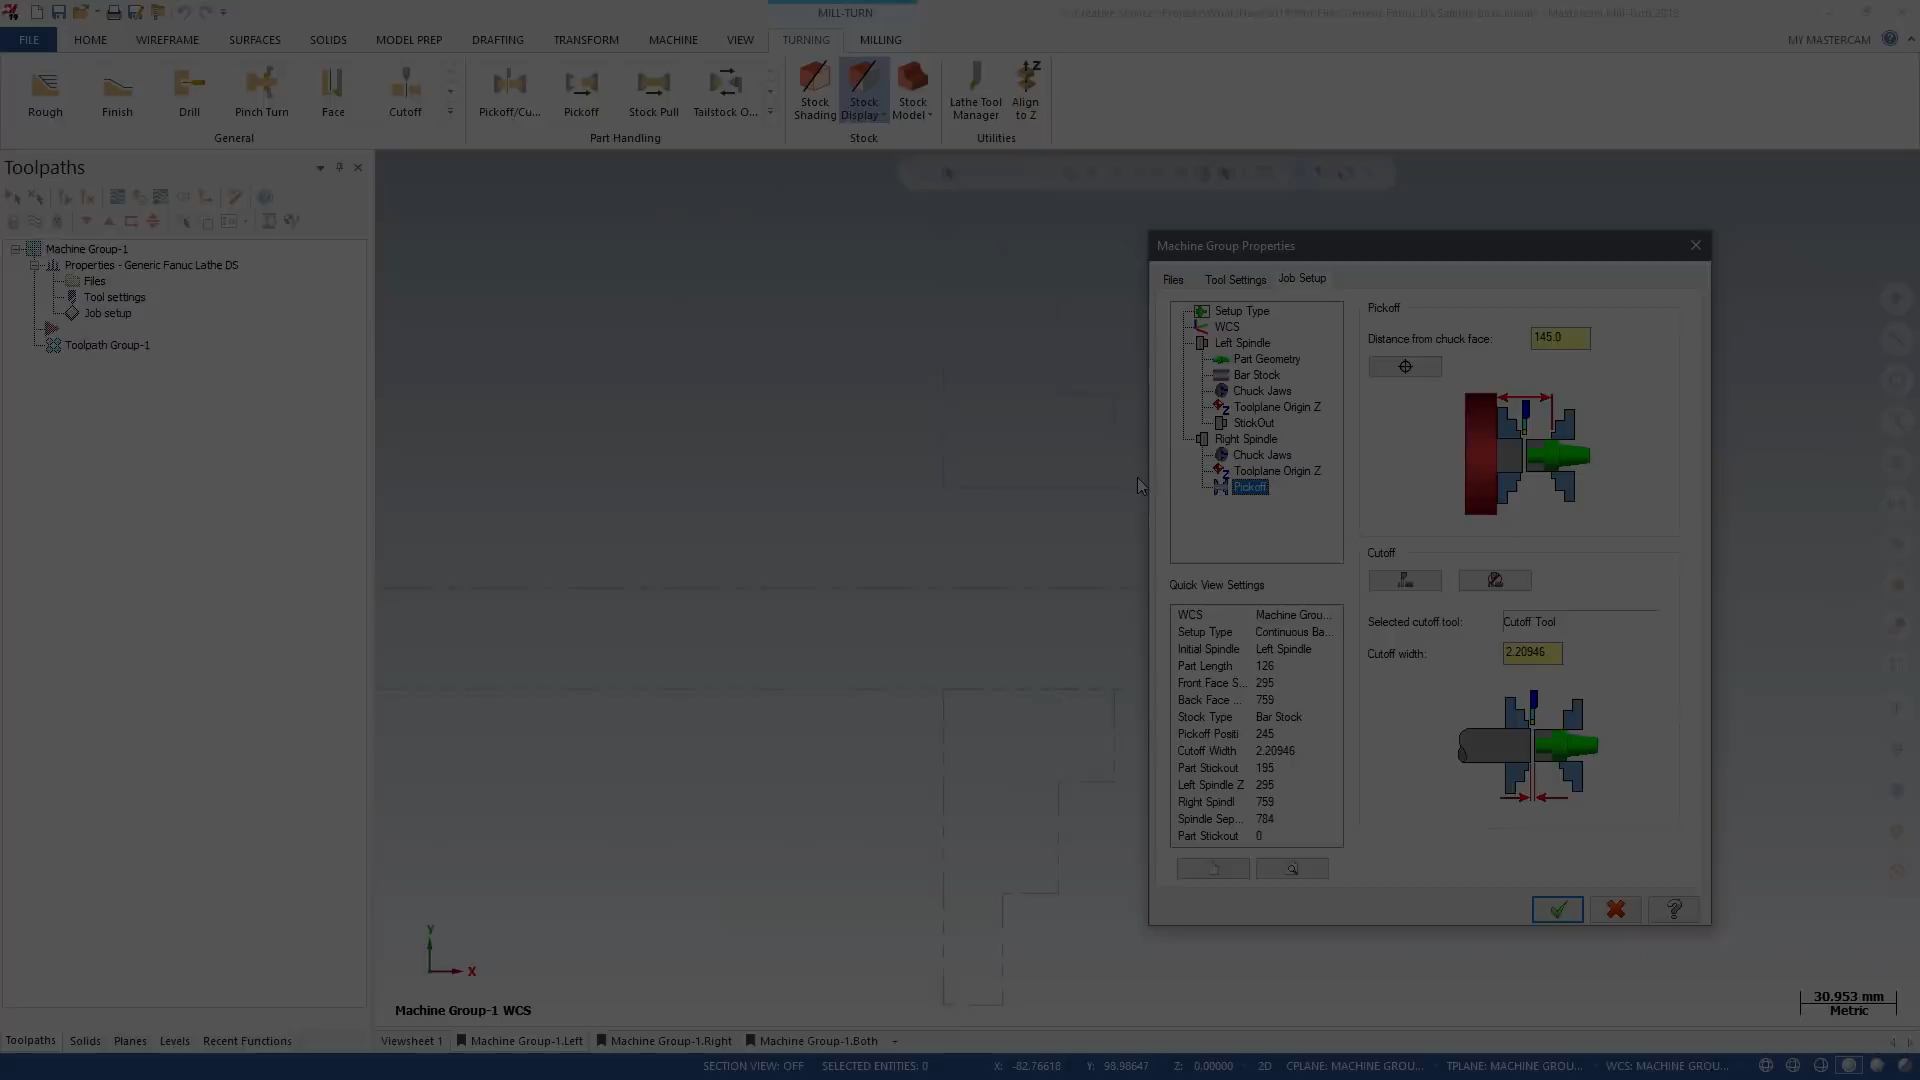 MILL-TURN
FILE HOME WIREFRAME SURFACES SOLIDS MODEL PREP DRAFTING TRANSFORM MACHINE VIEW TURNING MILLING
MY MASTERCAM
Rough Finish Drill Pinch Turn Face Cutoff
Pickoff/Cu... Pickoff Stock Pull Tailstock O...
Stock Shading
Stock Display
Stock Model
Lathe Tool Manager
Align to Z
General Part Handling Stock Utilities
Toolpaths
Machine Group-1
Properties - Generic Fanuc Lathe DS
Files
Tool settings
Job setup
Toolpath Group-1
Machine Group Properties
Files Tool Settings Job Setup
Setup Type
WCS
Left Spindle
Part Geometry
Bar Stock
Chuck Jaws
Toolplane Origin Z
StickOut
Right Spindle
Chuck Jaws
Toolplane Origin Z
Pickoff
Pickoff
Distance from chuck face: 145.0
Cutoff
Selected cutoff tool: Cutoff Tool
Cutoff width: 2.20946
Quick View Settings
WCS Machine Grou...
Setup Type Continuous Ba...
Initial Spindle Left Spindle
Part Length 126
Front Face S... 295
Back Face ... 759
Stock Type Bar Stock
Pickoff Positi 245
Cutoff Width 2.20946
Part Stickout 195
Left Spindle Z 295
Right Spindl 759
Spindle Sep... 784
Part Stickout 0
Y
X
Machine Group-1 WCS
30.953 mm
Metric
Toolpaths Solids Planes Levels Recent Functions
Viewsheet 1 Machine Group-1.Left Machine Group-1.Right Machine Group-1.Both
SECTION VIEW: OFF SELECTED ENTITIES: 0 X: -82.76618 Y: 98.98647 Z: 0.00000 2D CPLANE: MACHINE GROU... TPLANE: MACHINE GROU... WCS: MACHINE GROU...